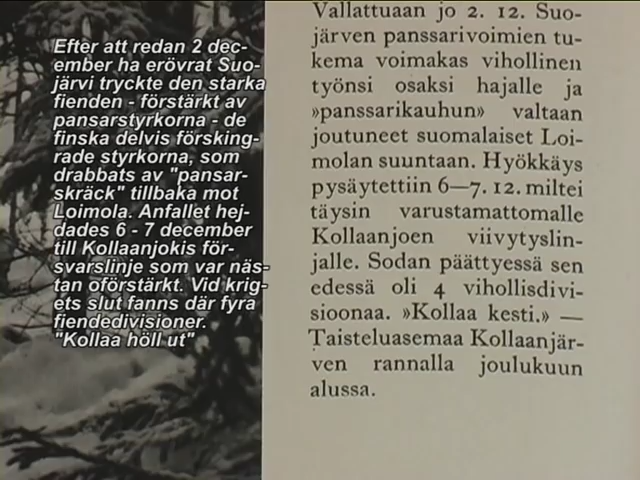 Efter att redan 2 dec-
ember ha erövrat Suo-
järvi tryckte den starka
fienden - förstärkt av
pansarstyrkorna - de
finska delvis försking-
rade styrkorna, som
drabbats av "pansar-
skräck" tillbaka mot
Loimola. Anfallet hej-
dades 6 - 7 december
till Kollaanjokis för-
svarslinje som var näs-
tan oförstärkt. Vid krig-
ets slut fanns där fyra
fiendedivisioner.
"Kollaa höll ut"
Vallattuaan jo 2. 12. Suo-
järven panssarivoimien tu-
kema voimakas vihollinen
työnsi osaksi hajalle ja
»panssarikauhun» valtaan
joutuneet suomalaiset Loi-
molan suuntaan. Hyökkäys
pysäytettiin 6—7. 12. miltei
täysin varustamattomalle
Kollaanjoen viivytyslin-
jalle. Sodan päättyessä sen
edessä oli 4 vihollisdivi-
sioonaa. »Kollaa kesti.» —
Taisteluasemaa Kollaanjär-
ven rannalla joulukuun
alussa.